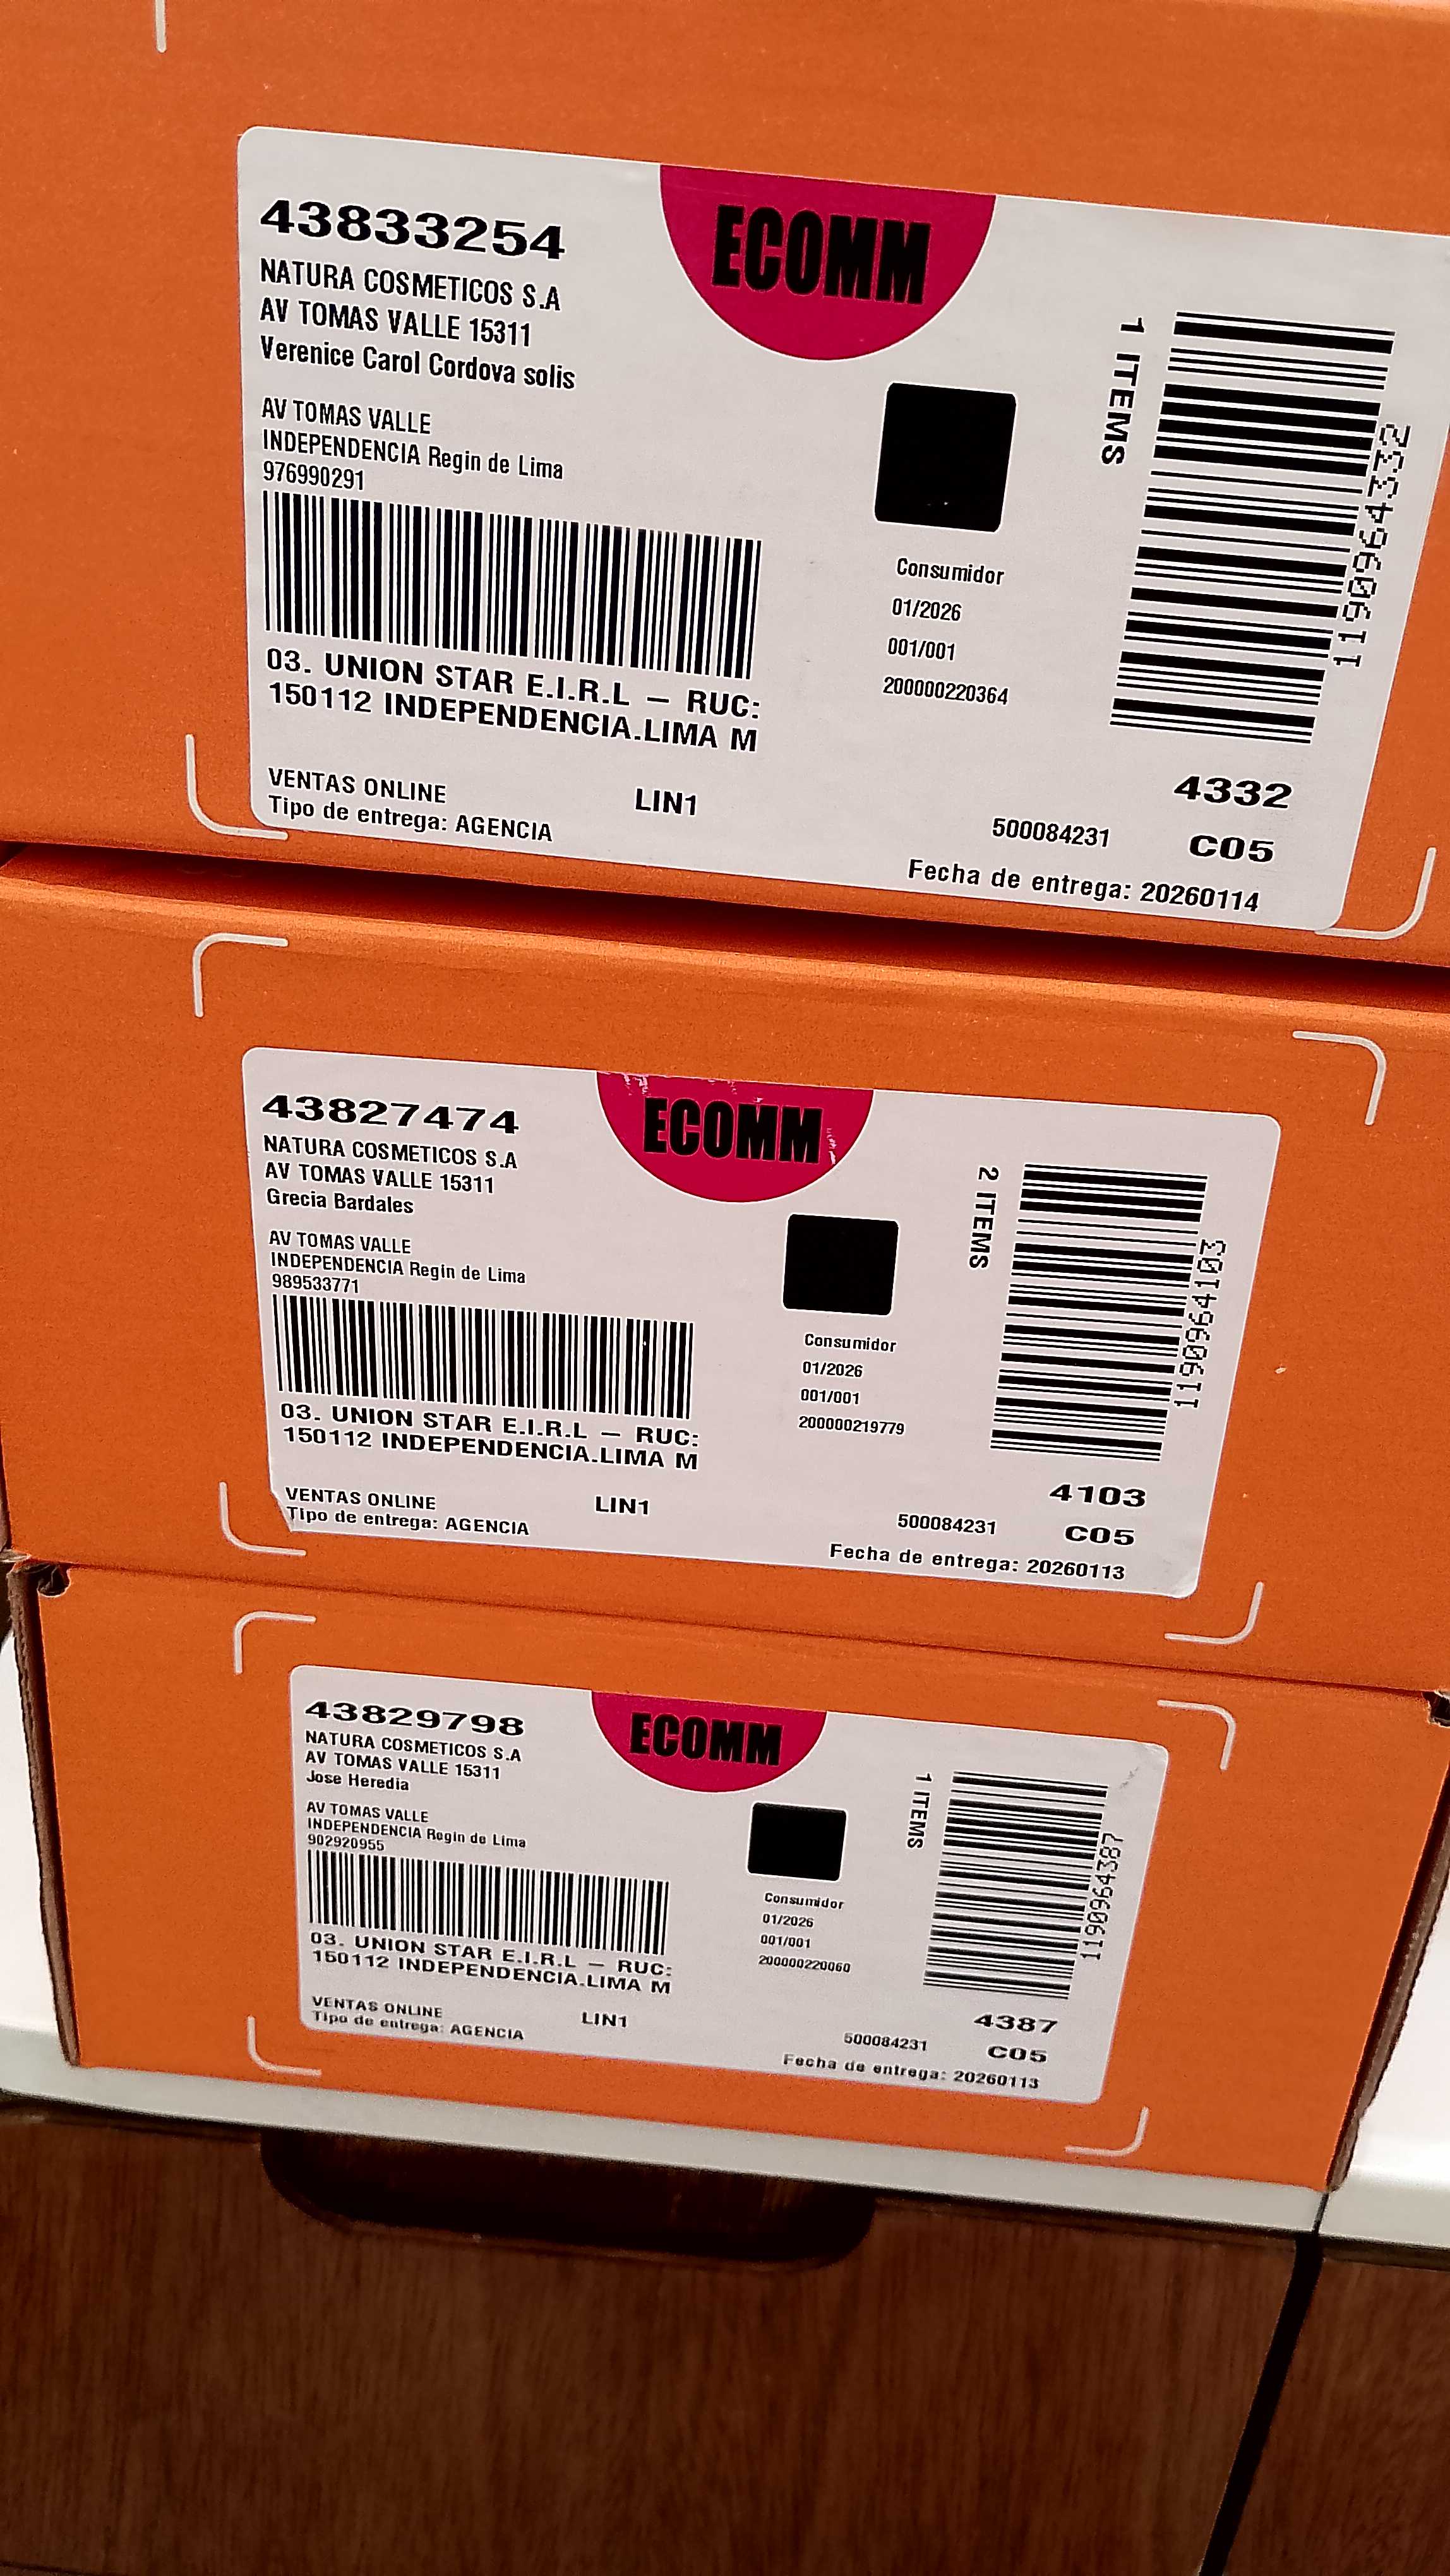 43833254
ECOMM
NATURA COSMETICOS S.A
AV TOMAS VALLE 15311
Verenice Carol Cordova solis
AV TOMAS VALLE
INDEPENDENCIA Regin de Lima
976990291
1 ITEMS
1190964332
Consumidor
01/2026
001/001
200000220364
03. UNION STAR E.I.R.L — RUC:
150112 INDEPENDENCIA.LIMA M
VENTAS ONLINE
Tipo de entrega: AGENCIA
LIN1
4332
500084231
C05
Fecha de entrega: 20260114
43827474
ECOMM
NATURA COSMETICOS S.A
AV TOMAS VALLE 15311
Grecia Bardales
AV TOMAS VALLE
INDEPENDENCIA Regin de Lima
989533771
2 ITEMS
1190964103
Consumidor
01/2026
001/001
200000219779
03. UNION STAR E.I.R.L — RUC:
150112 INDEPENDENCIA.LIMA M
VENTAS ONLINE
Tipo de entrega: AGENCIA
LIN1
4103
500084231
C05
Fecha de entrega: 20260113
43829798
ECOMM
NATURA COSMETICOS S.A
AV TOMAS VALLE 15311
Jose Heredia
AV TOMAS VALLE
INDEPENDENCIA Regin de Lima
902920955
1 ITEMS
1190964387
Consumidor
01/2026
001/001
200000220060
03. UNION STAR E.I.R.L — RUC:
150112 INDEPENDENCIA.LIMA M
VENTAS ONLINE
Tipo de entrega: AGENCIA
LIN1
4387
500084231
C05
Fecha de entrega: 20260113